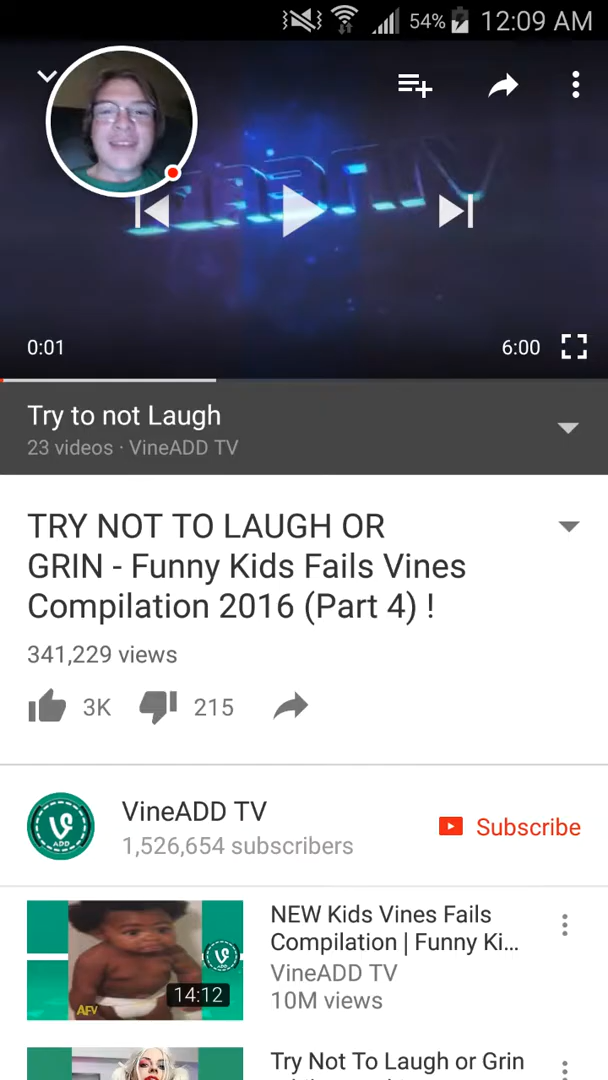 54% 12:09 AM
0:01 6:00
Try to not Laugh
23 videos · VineADD TV
TRY NOT TO LAUGH OR
GRIN - Funny Kids Fails Vines
Compilation 2016 (Part 4) !
341,229 views
3K 215
VineADD TV
1,526,654 subscribers
Subscribe
ADD
NEW Kids Vines Fails
Compilation | Funny Ki...
VineADD TV
10M views
14:12
AFV
Try Not To Laugh or Grin